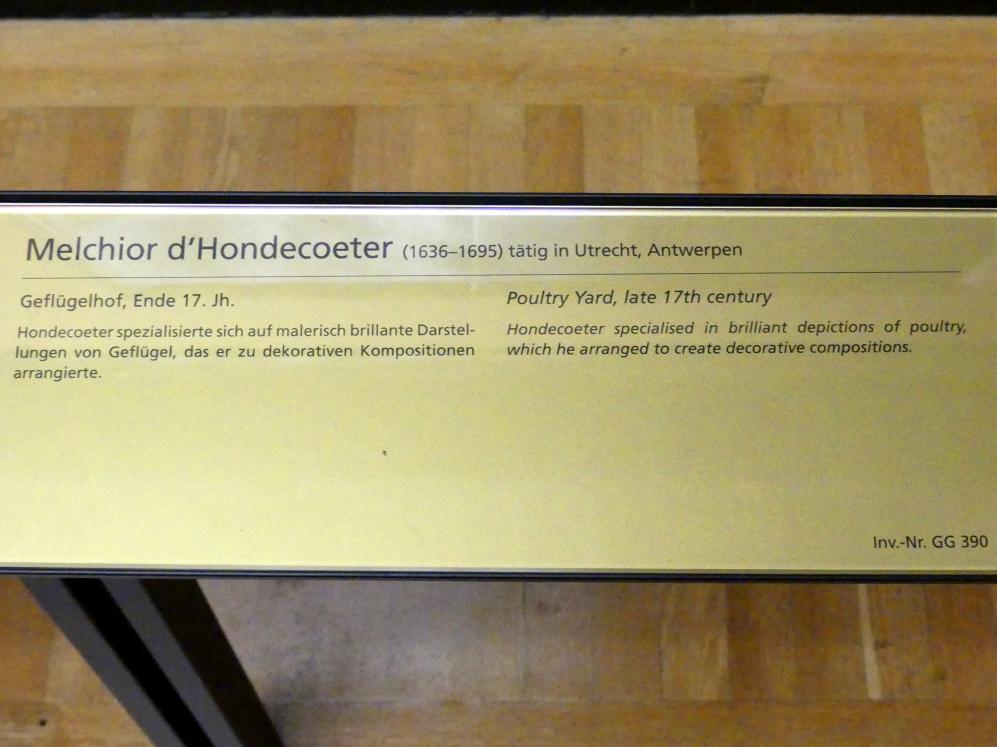 Melchior d'Hondecoeter (1636–1695) tätig in Utrecht, Antwerpen
Geflügelhof, Ende 17. Jh.
Hondecoeter spezialisierte sich auf malerisch brillante Darstel-
lungen von Geflügel, das er zu dekorativen Kompositionen
arrangierte.
Poultry Yard, late 17th century
Hondecoeter specialised in brilliant depictions of poultry,
which he arranged to create decorative compositions.
Inv.-Nr. GG 390